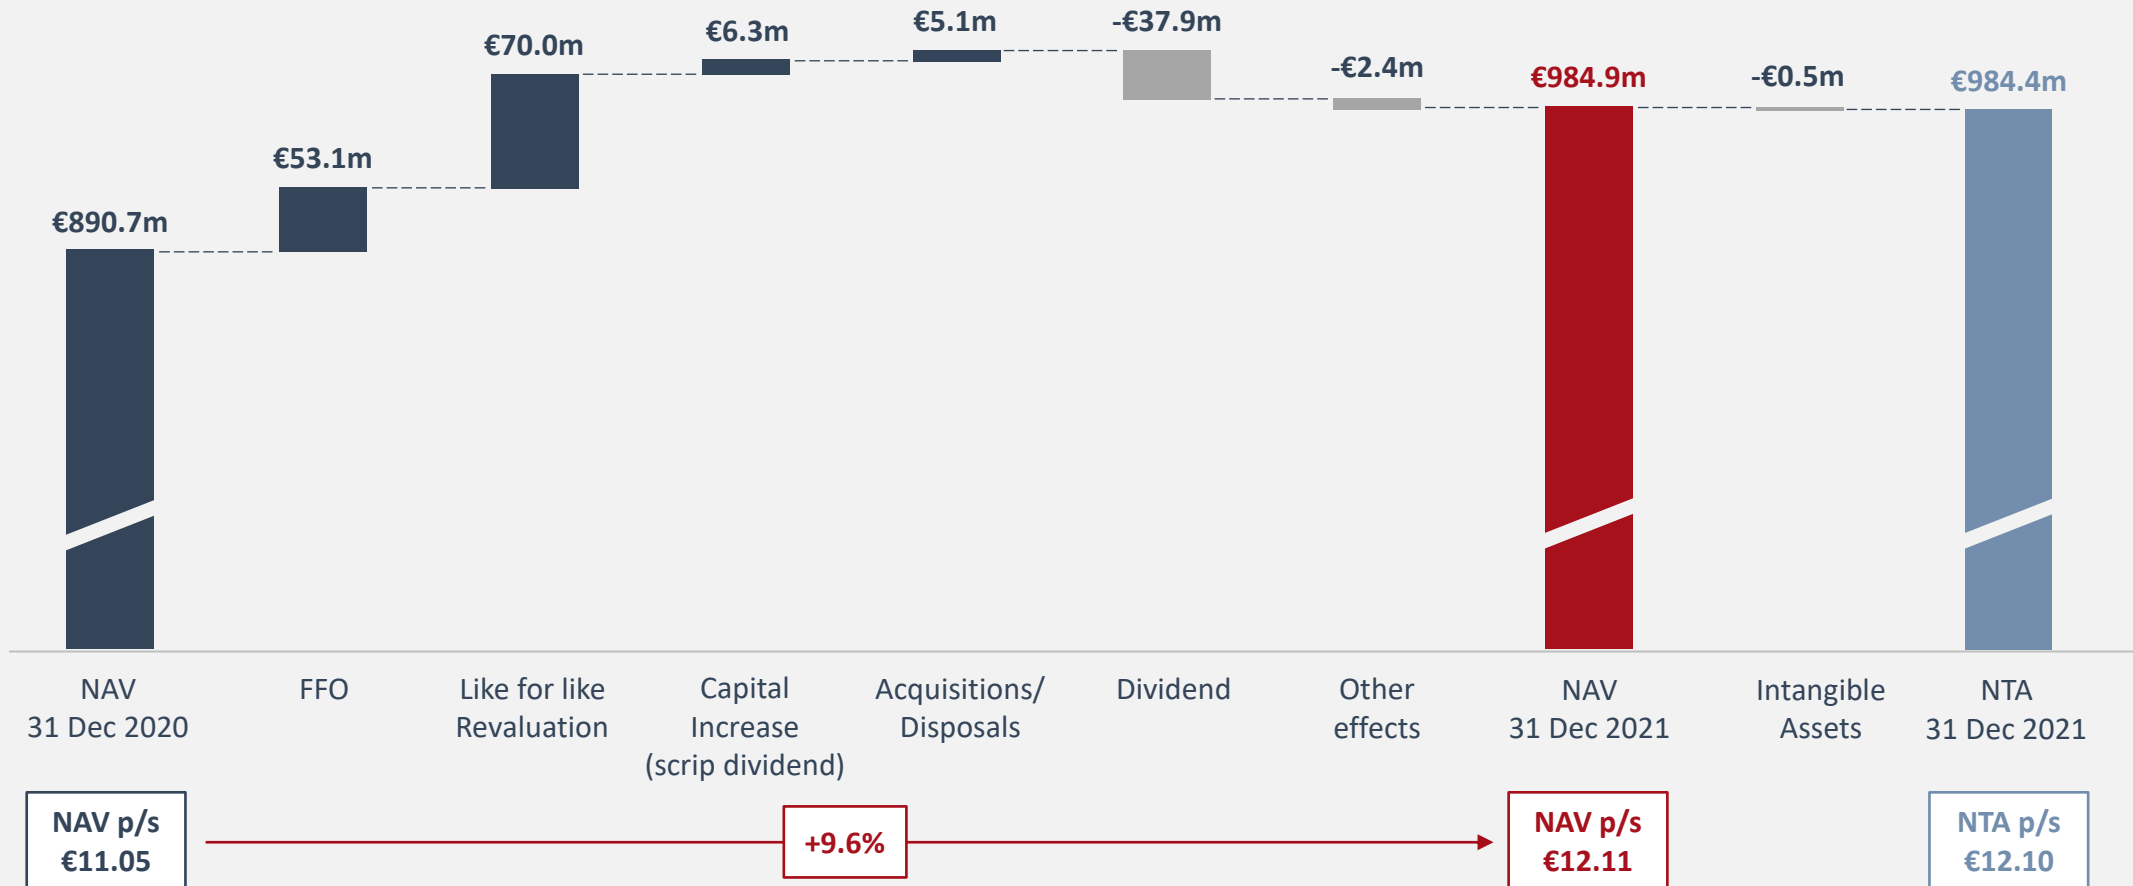 €890.7m
€53.1m
€70.0m
€6.3m
€5.1m
-€37.9m
-€2.4m
€984.9m
-€0.5m
€984.4m
NAV
31 Dec 2020
FFO
Like for like
Revaluation
Capital
Increase
(scrip dividend)
Acquisitions/
Disposals
Dividend
Other
effects
NAV
31 Dec 2021
Intangible
Assets
NTA
31 Dec 2021
NAV p/s
€11.05
+9.6%
NAV p/s
€12.11
NTA p/s
€12.10